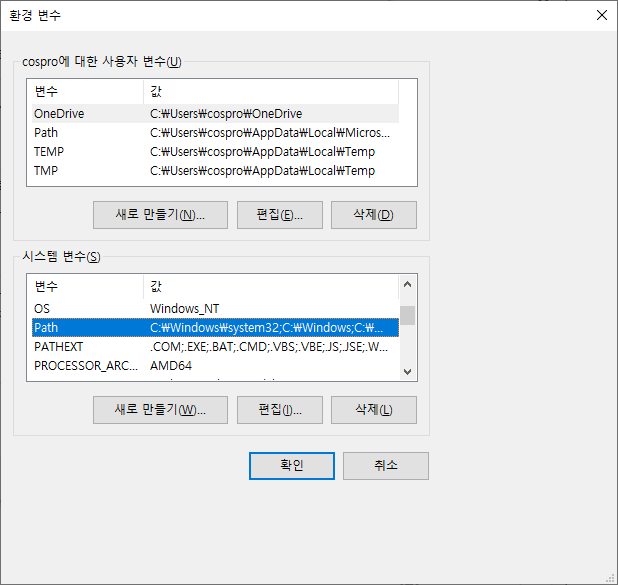 환경 변수
cospro에 대한 사용자 변수(U)
변수 값
OneDrive C:₩Users₩cospro₩OneDrive
Path C:₩Users₩cospro₩AppData₩Local₩Micros...
TEMP C:₩Users₩cospro₩AppData₩Local₩Temp
TMP C:₩Users₩cospro₩AppData₩Local₩Temp
새로 만들기(N)... 편집(E)... 삭제(D)
시스템 변수(S)
변수 값
OS Windows_NT
Path C:₩Windows₩system32;C:₩Windows;C:₩...
PATHEXT .COM;.EXE;.BAT;.CMD;.VBS;.VBE;.JS;.JSE;.W...
PROCESSOR_ARC... AMD64
새로 만들기(W)... 편집(I)... 삭제(L)
확인 취소